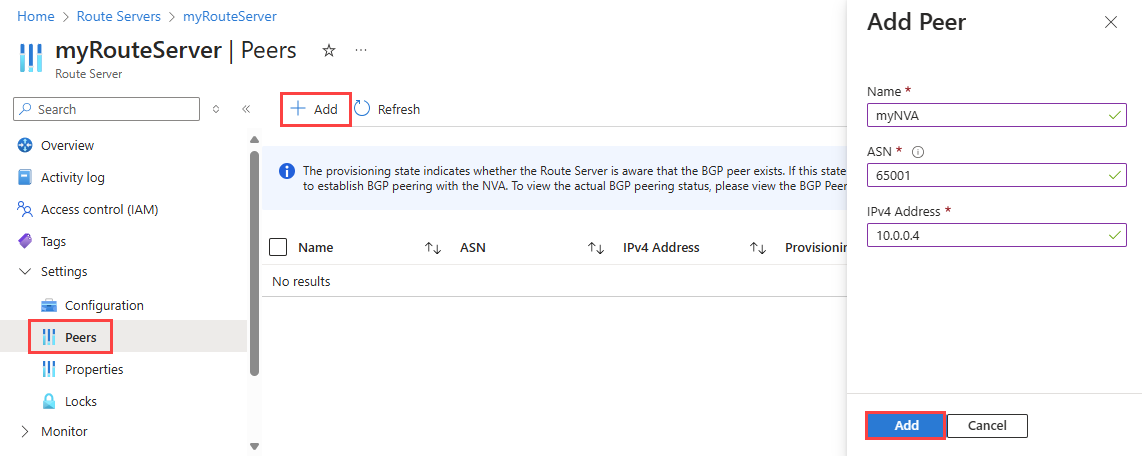 Home > Route Servers > myRouteServer
myRouteServer | Peers
Route Server
Search
Overview
Activity log
Access control (IAM)
Tags
Settings
Configuration
Peers
Properties
Locks
Monitor
Add Refresh
The provisioning state indicates whether the Route Server is aware that the BGP peer exists. If this state
to establish BGP peering with the NVA. To view the actual BGP peering status, please view the BGP Peer
Name ASN IPv4 Address Provisionin
No results
Add Peer
Name *
myNVA
ASN *
65001
IPv4 Address *
10.0.0.4
Add Cancel